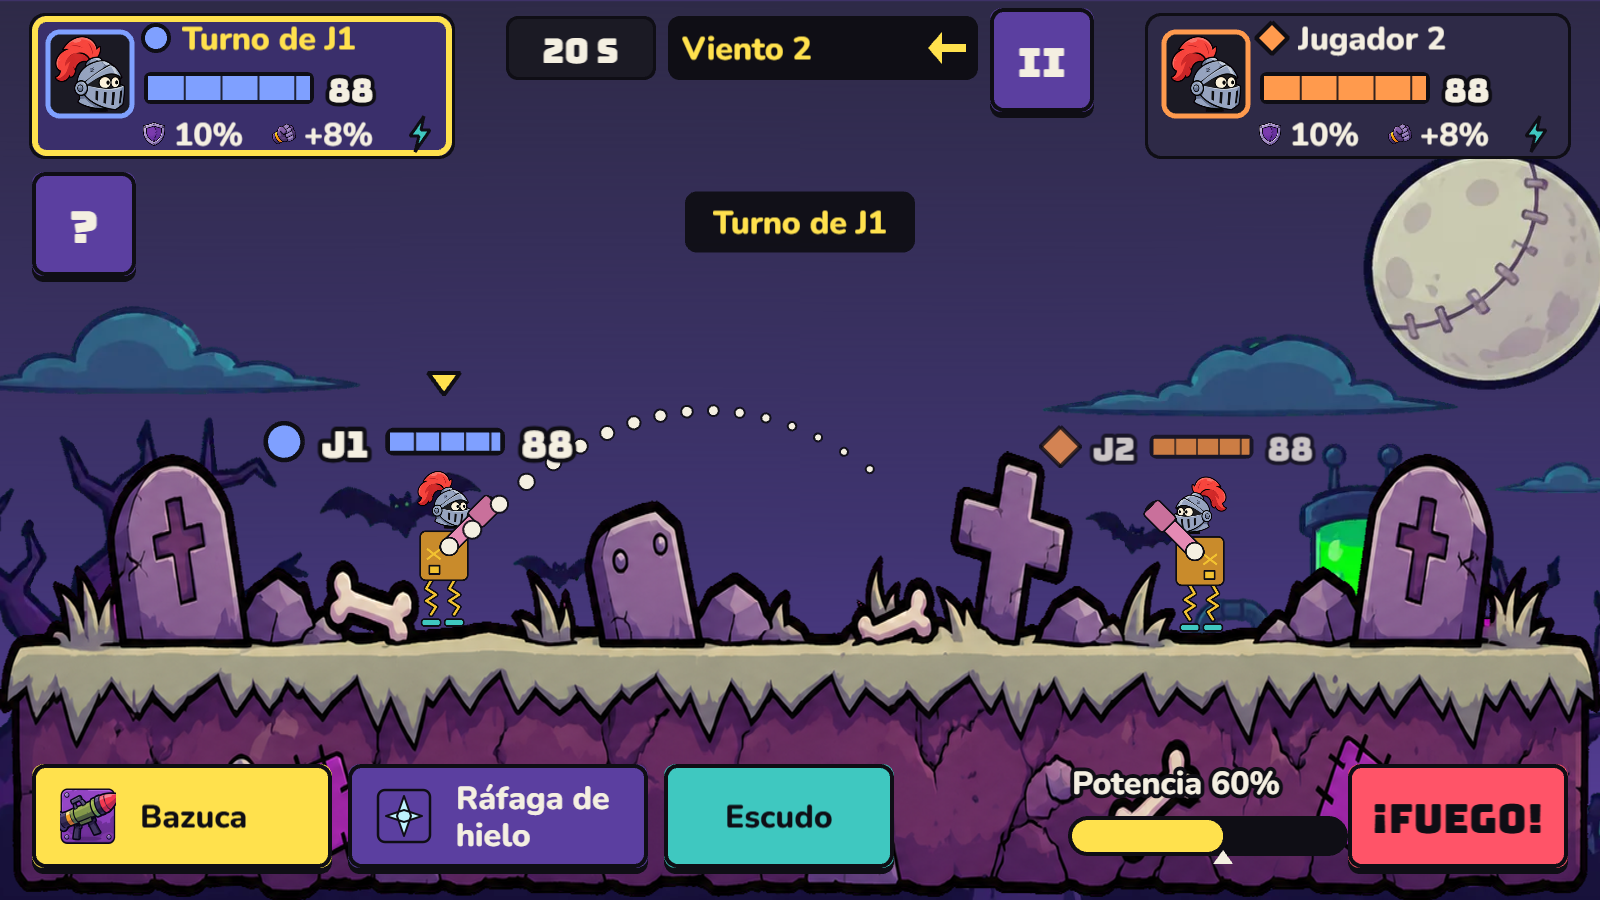 Turno de J1
88
10% +8%
20 S
Viento 2
II
Jugador 2
88
10% +8%
?
Turno de J1
J1 88
J2 88
Bazuca
Ráfaga de
hielo
Escudo
Potencia 60%
¡FUEGO!